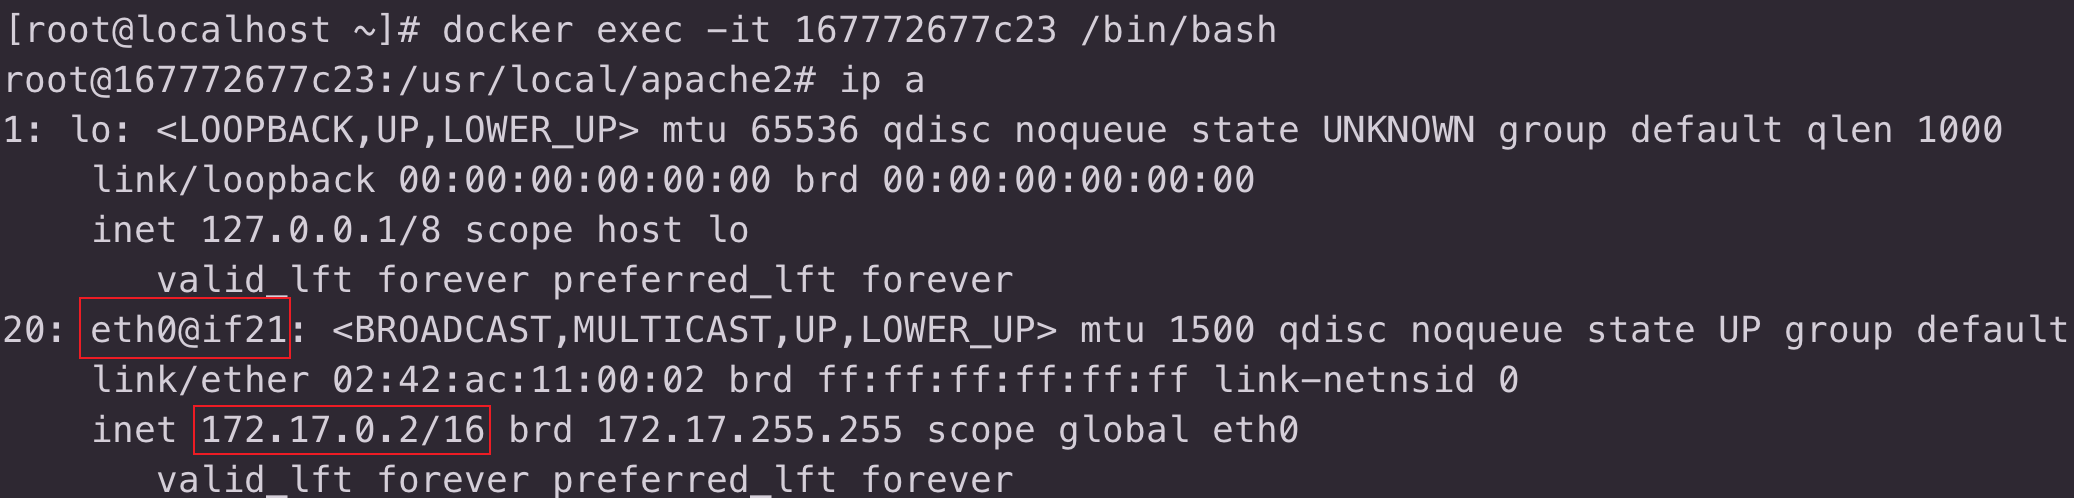 [root@localhost ~]# docker exec -it 167772677c23 /bin/bash
root@167772677c23:/usr/local/apache2# ip a
1: lo: <LOOPBACK,UP,LOWER_UP> mtu 65536 qdisc noqueue state UNKNOWN group default qlen 1000
    link/loopback 00:00:00:00:00:00 brd 00:00:00:00:00:00
    inet 127.0.0.1/8 scope host lo
       valid_lft forever preferred_lft forever
20: eth0@if21: <BROADCAST,MULTICAST,UP,LOWER_UP> mtu 1500 qdisc noqueue state UP group default
    link/ether 02:42:ac:11:00:02 brd ff:ff:ff:ff:ff:ff link-netnsid 0
    inet 172.17.0.2/16 brd 172.17.255.255 scope global eth0
       valid_lft forever preferred_lft forever